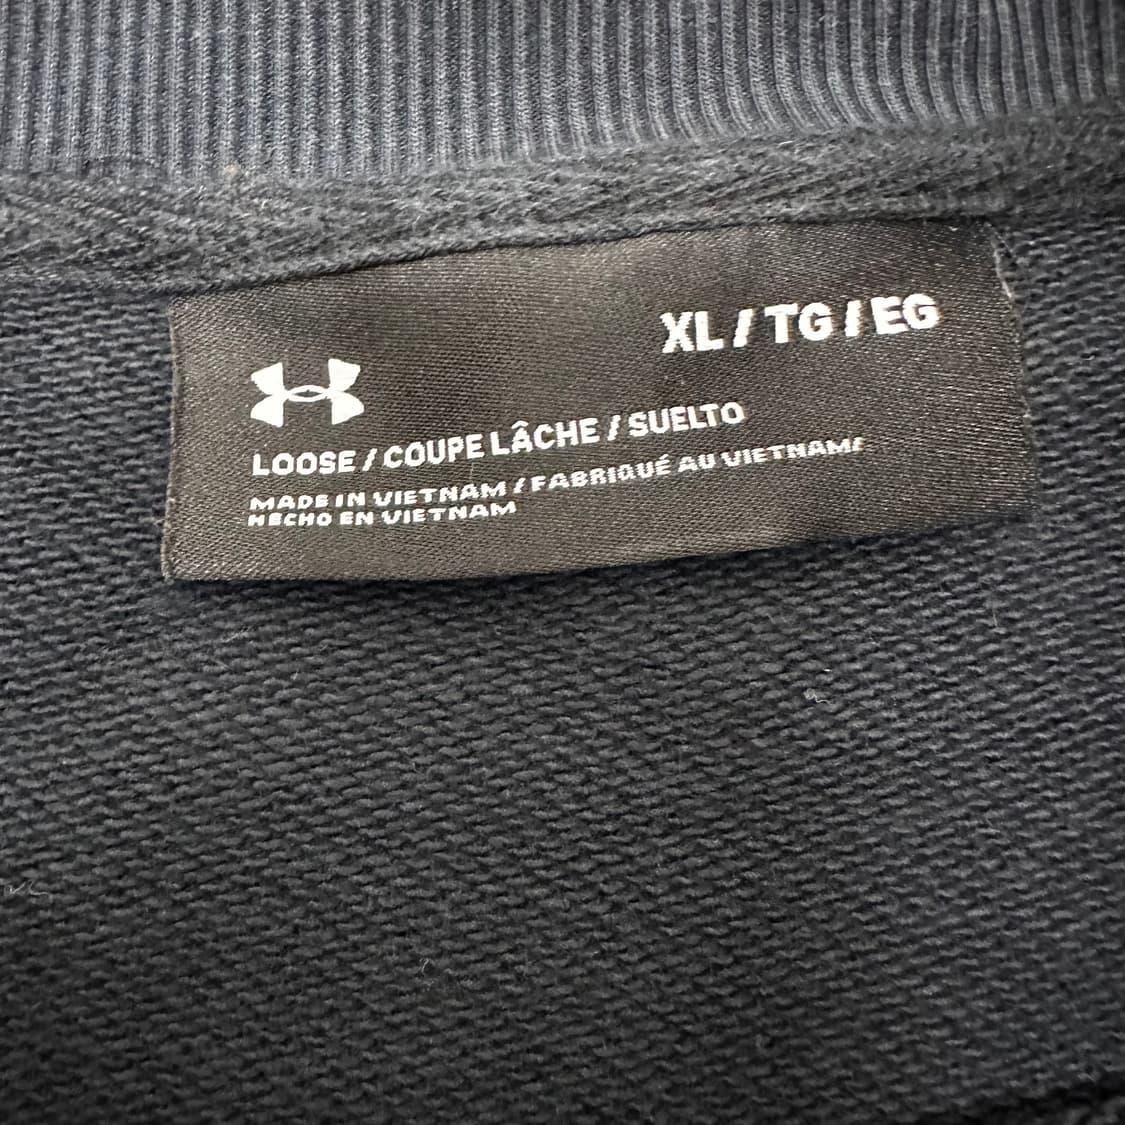 XL / TG / EG
LOOSE / COUPE LÂCHE / SUELTO
MADE IN VIETNAM / FABRIQUÉ AU VIETNAM/
HECHO EN VIETNAM